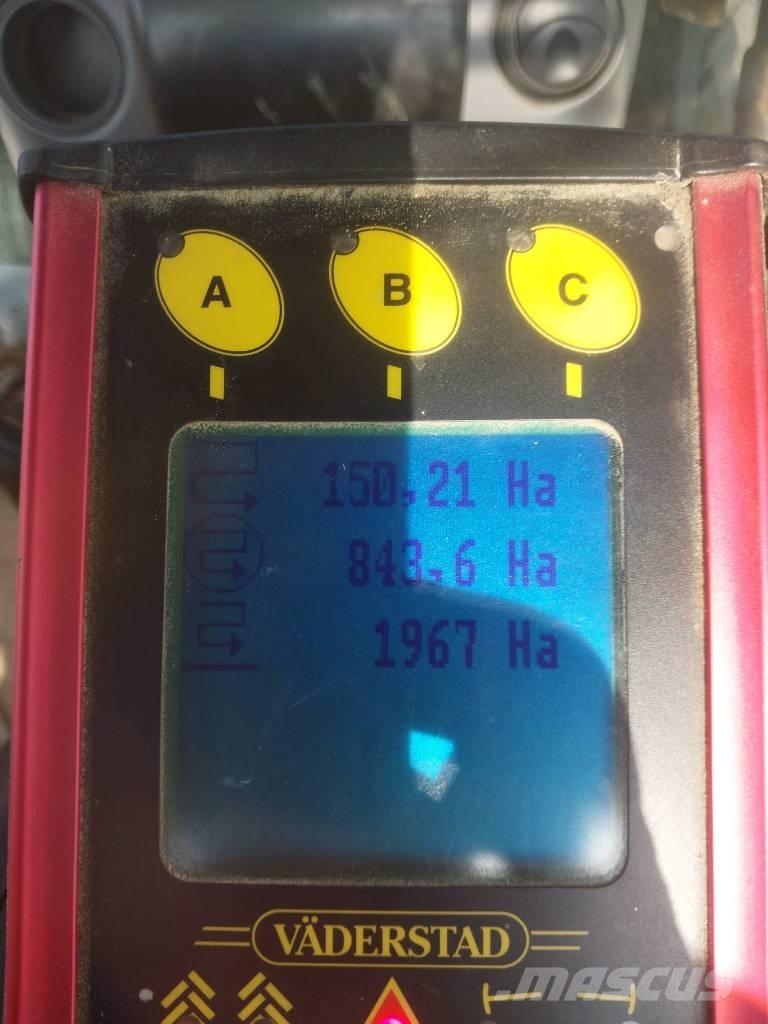 A B C
150,21 Ha
843,6 Ha
1967 Ha
VÄDERSTAD
mascus